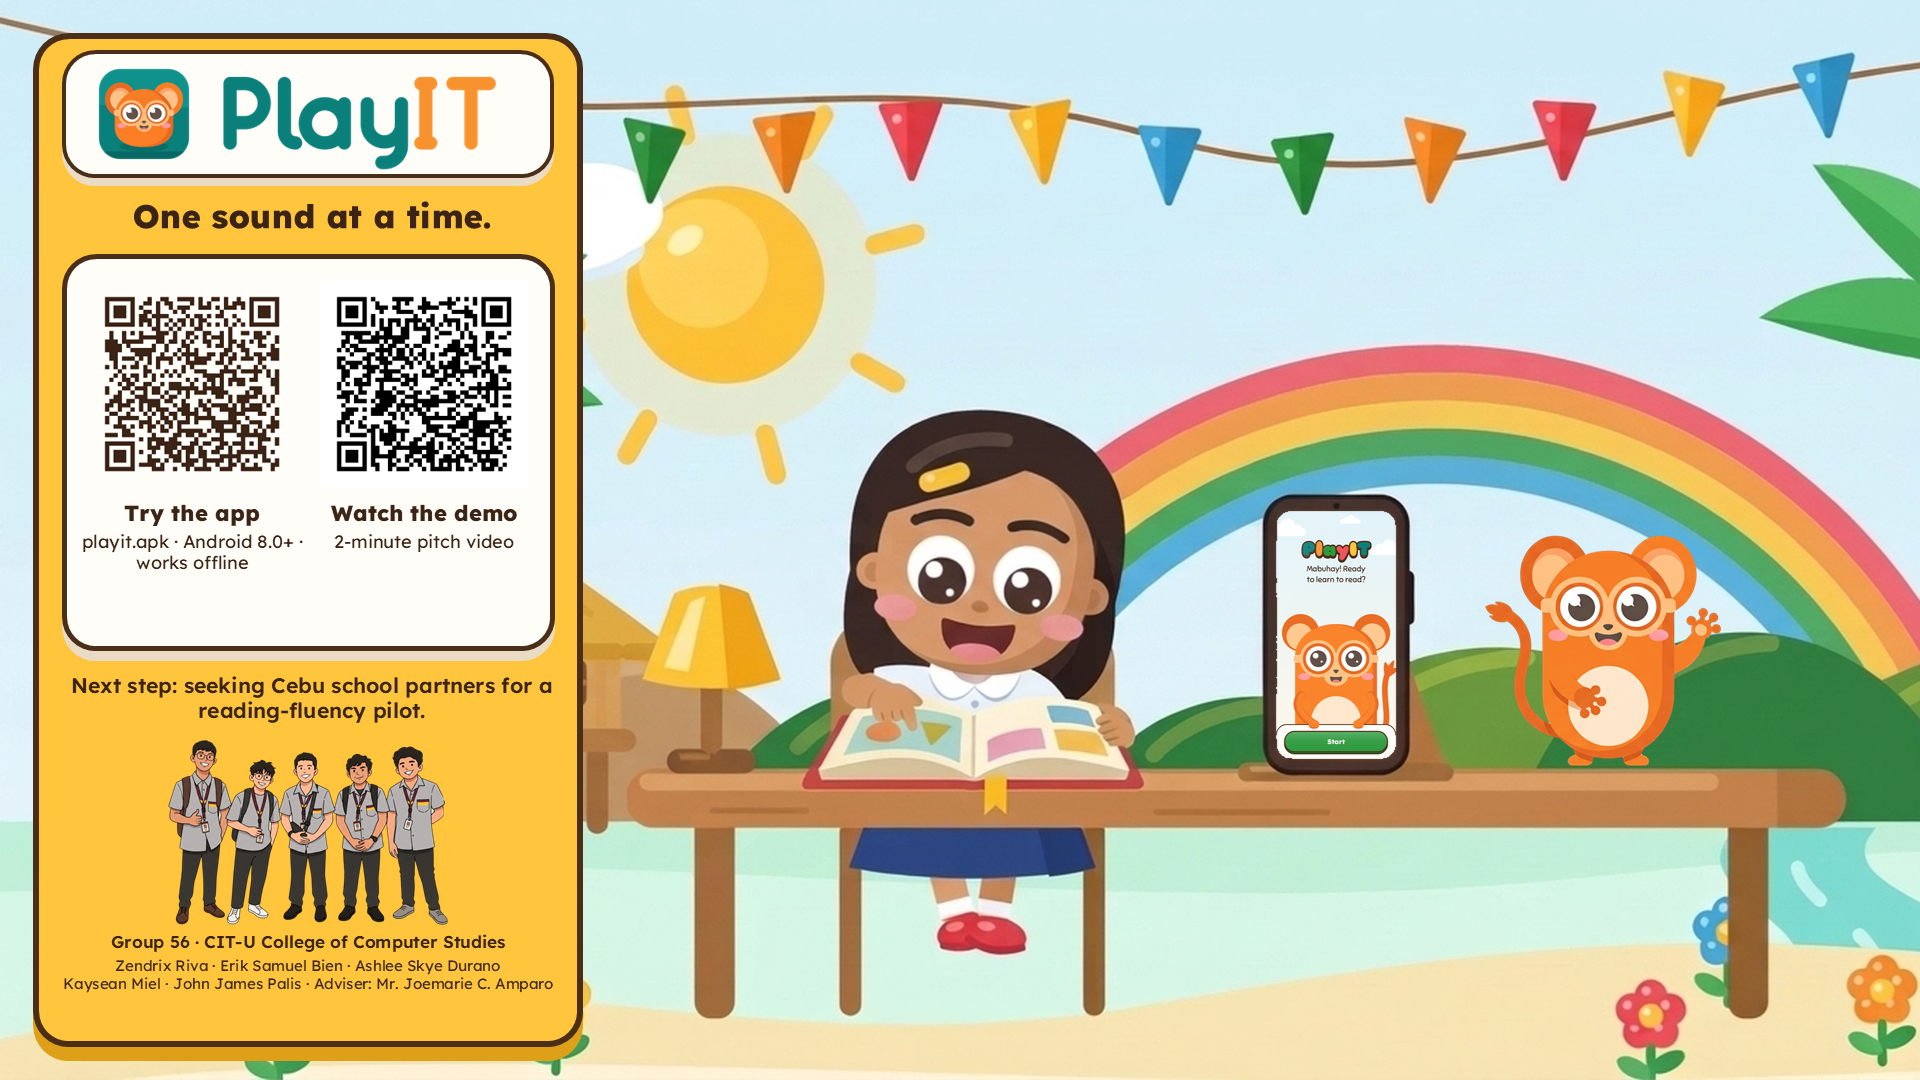 PlayIT
One sound at a time.
Try the app
playit.apk · Android 8.0+ ·
works offline
Watch the demo
2-minute pitch video
Next step: seeking Cebu school partners for a
reading-fluency pilot.
Group 56 · CIT-U College of Computer Studies
Zendrix Riva · Erik Samuel Bien · Ashlee Skye Durano
Kaysean Miel · John James Palis · Adviser: Mr. Joemarie C. Amparo
PlayIT
Mabuhay! Ready
to learn to read?
Start